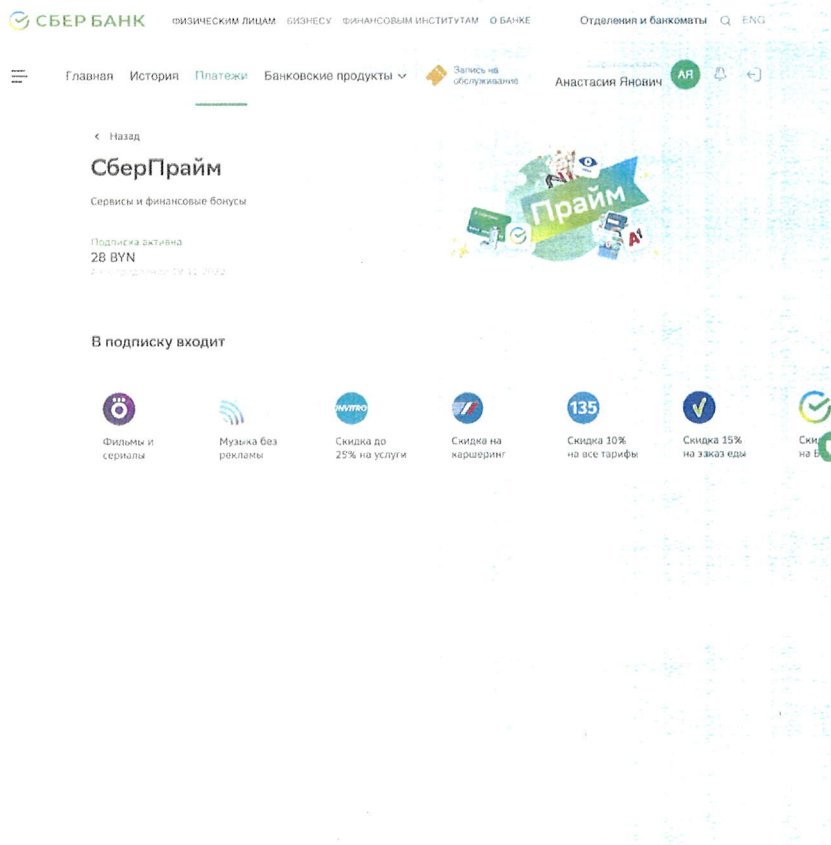 СБЕР БАНК
ФИЗИЧЕСКИМ ЛИЦАМ БИЗНЕСУ ФИНАНСОВЫМ ИНСТИТУТАМ О БАНКЕ
Отделения и банкоматы ENG
Главная История Платежи Банковские продукты
Запись на
обслуживание
Анастасия Янович
АЯ
Назад
СберПрайм
Сервисы и финансовые бонусы
Подписка активна
28 BYN
Прайм
А1
В подписку входит
Фильмы и
сериалы
Музыка без
рекламы
INVITRO
Скидка до
25% на услуги
Скидка на
каршеринг
135
Скидка 10%
на все тарифы
Скидка 15%
на заказ еды